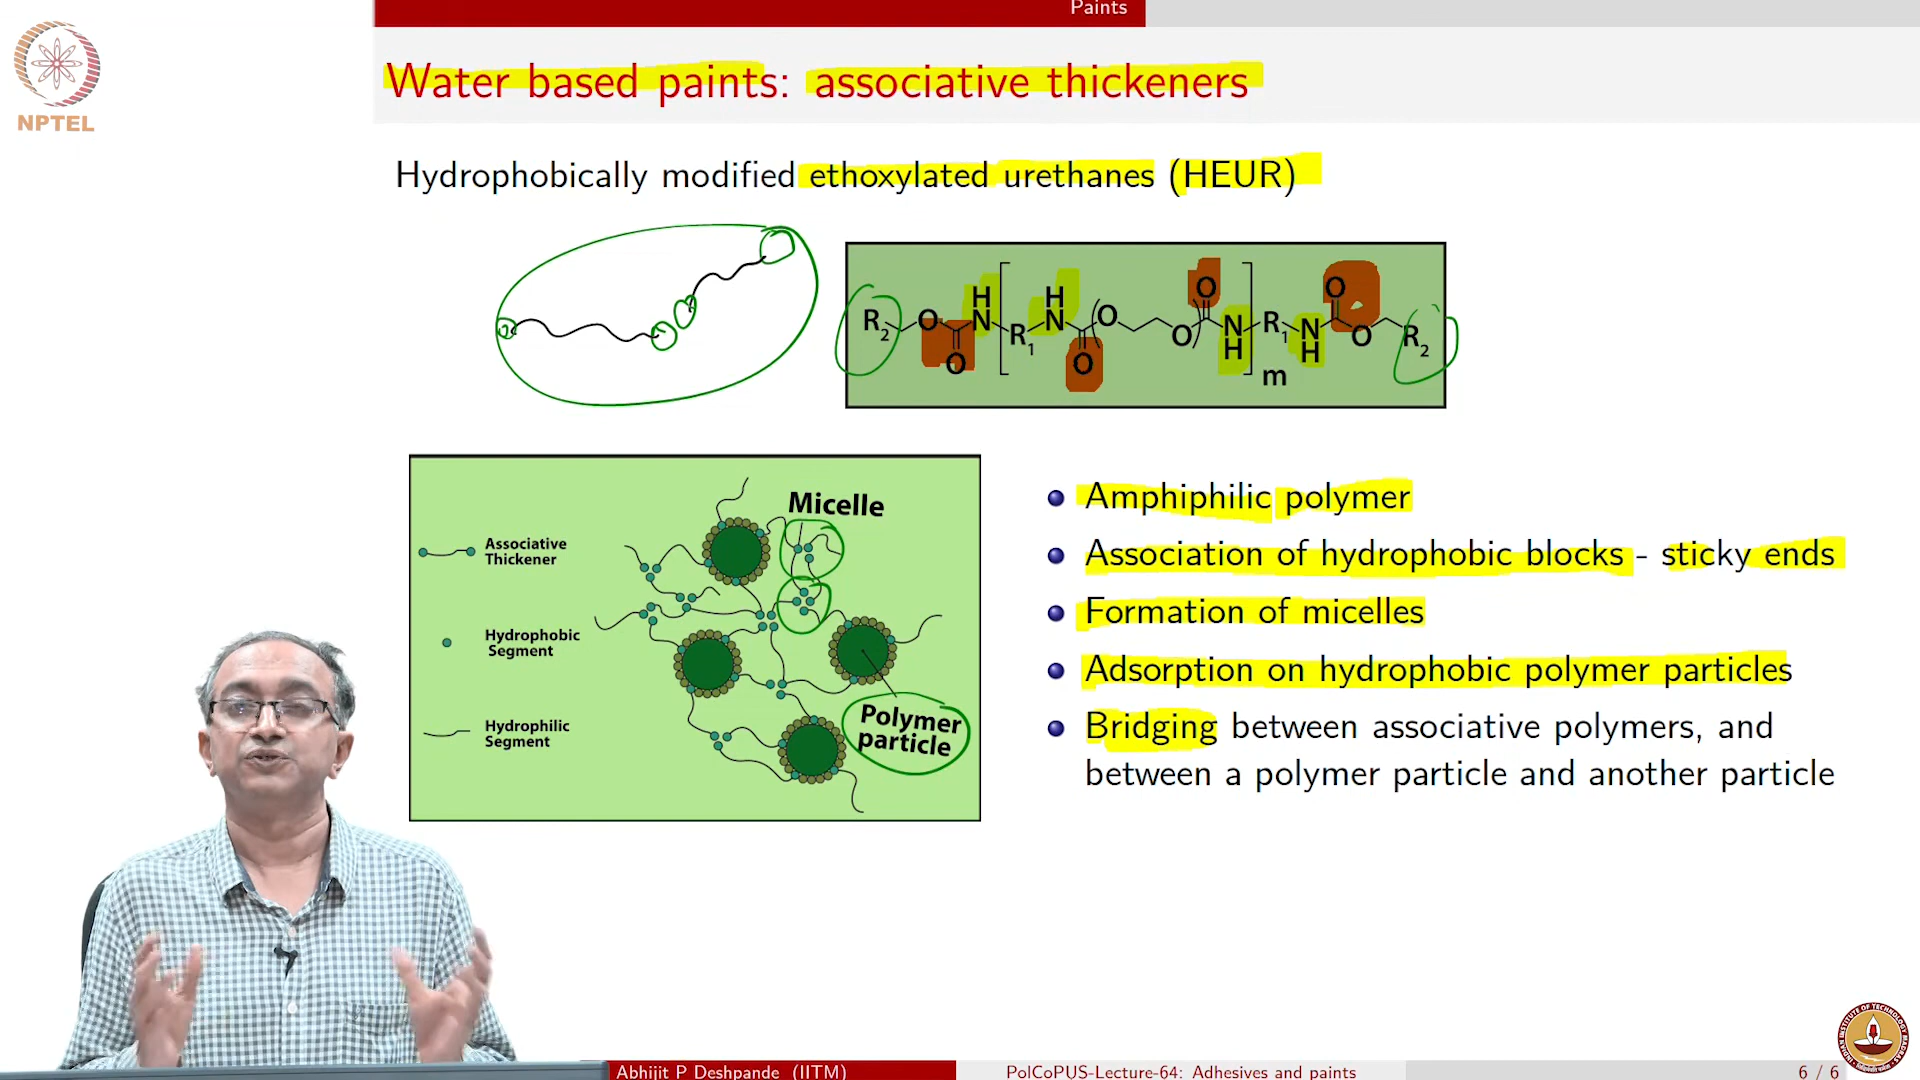 Paints
NPTEL
Water based paints: associative thickeners
Hydrophobically modified ethoxylated urethanes (HEUR)
R2 O O N H [ R1 N H O ( O O ) O N H ] m R1 N H O O R2
Micelle
Associative
Thickener
Hydrophobic
Segment
Hydrophilic
Segment
Polymer
particle
Amphiphilic polymer
Association of hydrophobic blocks - sticky ends
Formation of micelles
Adsorption on hydrophobic polymer particles
Bridging between associative polymers, and
between a polymer particle and another particle
Abhijit P Deshpande (IITM)
PolCoPUS-Lecture-64: Adhesives and paints
6 / 6